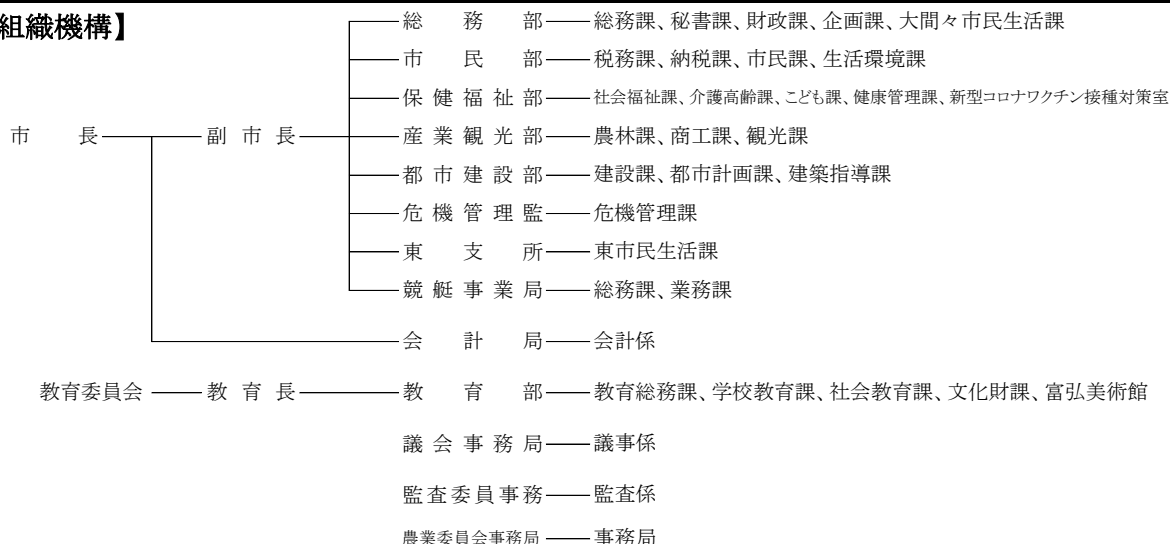 組織機構】
総務部 総務課、秘書課、財政課、企画課、大間々市民生活課
市民部 税務課、納税課、市民課、生活環境課
保健福祉部 社会福祉課、介護高齢課、こども課、健康管理課、新型コロナワクチン接種対策室
市長 副市長 産業観光部 農林課、商工課、観光課
都市建設部 建設課、都市計画課、建築指導課
危機管理監 危機管理課
東支所 東市民生活課
競艇事業局 総務課、業務課
会計局 会計係
教育委員会 教育長 教育部 教育総務課、学校教育課、社会教育課、文化財課、富弘美術館
議会事務局 議事係
監査委員事務 監査係
農業委員会事務局 事務局